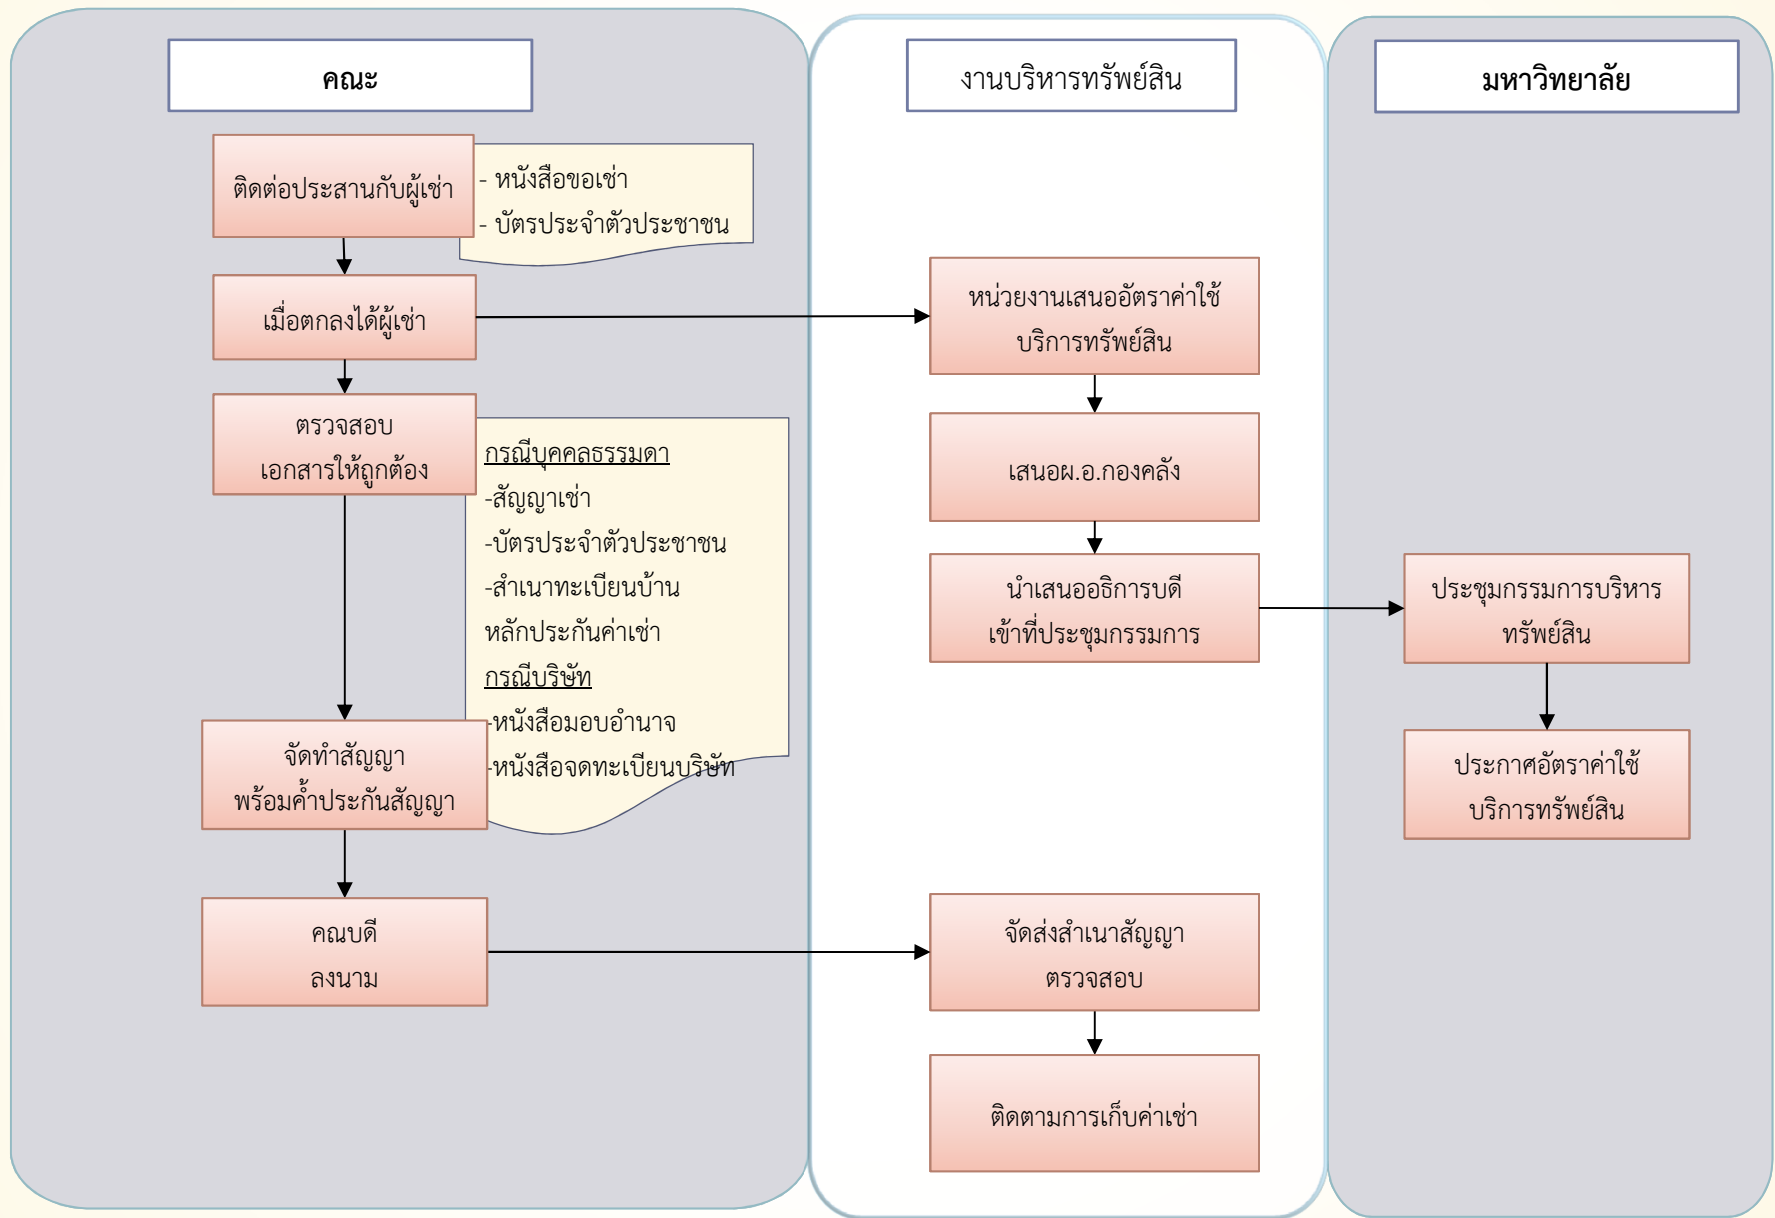 คณะ
งานบริหารทรัพย์สิน
มหาวิทยาลัย
ติดต่อประสานกับผู้เช่า
- หนังสือขอเช่า
- บัตรประจำตัวประชาชน
เมื่อตกลงได้ผู้เช่า
หน่วยงานเสนออัตราค่าใช้
บริการทรัพย์สิน
ตรวจสอบ
เอกสารให้ถูกต้อง
กรณีบุคคลธรรมดา
-สัญญาเช่า
-บัตรประจำตัวประชาชน
-สำเนาทะเบียนบ้าน
หลักประกันค่าเช่า
กรณีบริษัท
-หนังสือมอบอำนาจ
-หนังสือจดทะเบียนบริษัท
เสนอผ.อ.กองคลัง
นำเสนออธิการบดี
เข้าที่ประชุมกรรมการ
ประชุมกรรมการบริหาร
ทรัพย์สิน
ประกาศอัตราค่าใช้
บริการทรัพย์สิน
จัดทำสัญญา
พร้อมค้ำประกันสัญญา
คณบดี
ลงนาม
จัดส่งสำเนาสัญญา
ตรวจสอบ
ติดตามการเก็บค่าเช่า